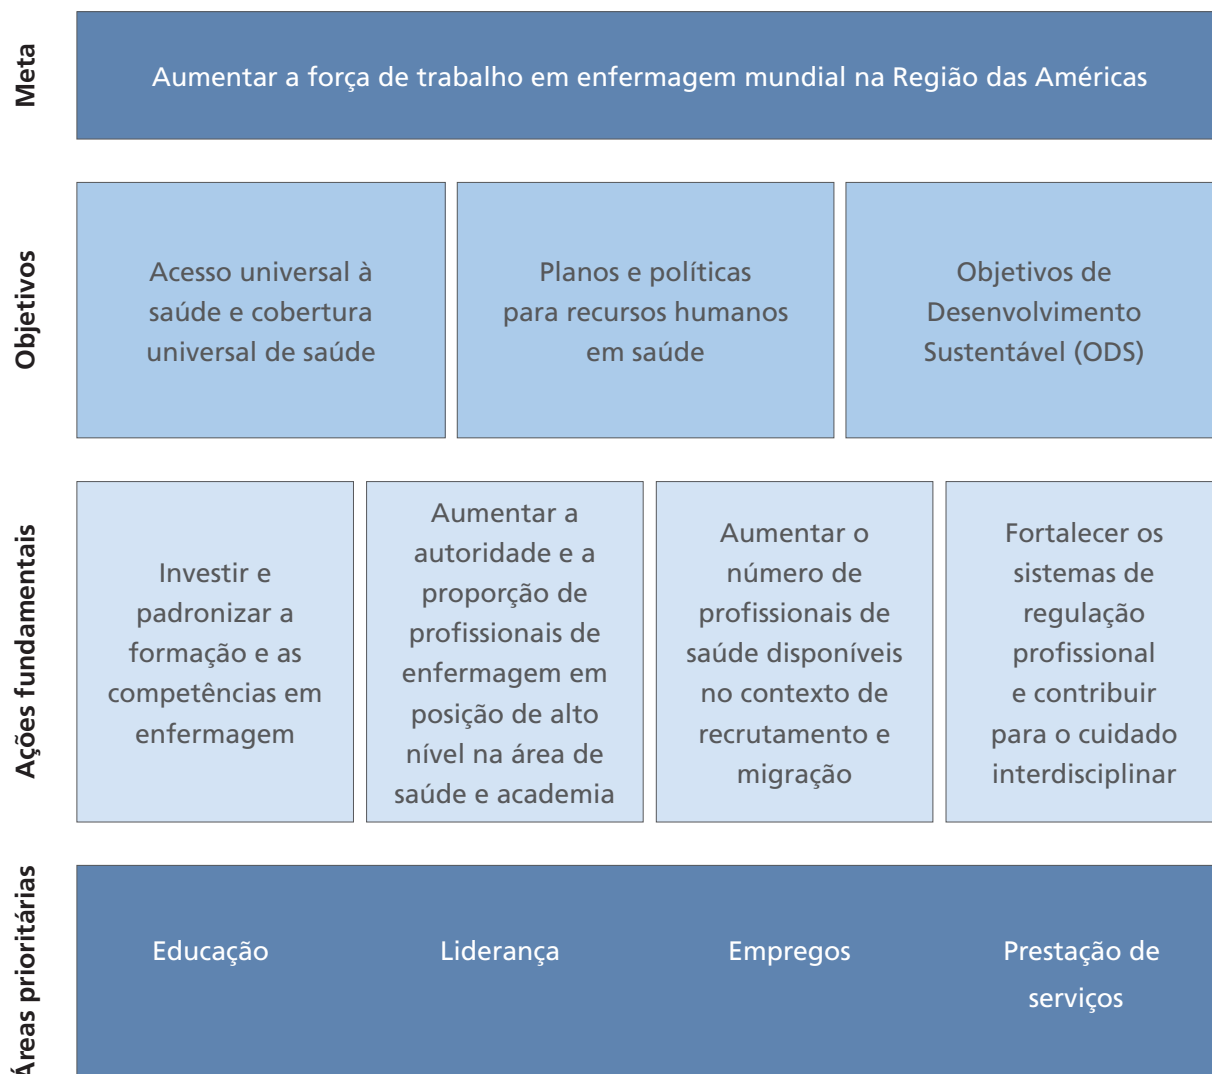 Meta
Aumentar a força de trabalho em enfermagem mundial na Região das Américas
Objetivos
Acesso universal à
saúde e cobertura
universal de saúde
Planos e políticas
para recursos humanos
em saúde
Objetivos de
Desenvolvimento
Sustentável (ODS)
Ações fundamentais
Investir e
padronizar a
formação e as
competências em
enfermagem
Aumentar a
autoridade e a
proporção de
profissionais de
enfermagem em
posição de alto
nível na área de
saúde e academia
Aumentar o
número de
profissionais de
saúde disponíveis
no contexto de
recrutamento e
migração
Fortalecer os
sistemas de
regulação
profissional
e contribuir
para o cuidado
interdisciplinar
Áreas prioritárias
Educação
Liderança
Empregos
Prestação de
serviços